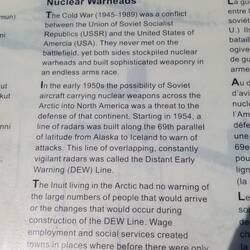 Nuclear Warheads
The Cold War (1945-1989) was a conflict
between the Union of Soviet Socialist
Republics (USSR) and the United States of
Amercia (USA). They never met on the
battlefield, yet both sides stockpiled nuclear
warheads and built sophisticated weaponry in
an endless arms race.
In the early 1950s the possibility of Soviet
aircraft carrying nuclear weapons across the
Arctic into North America was a threat to the
defense of that continent. Starting in 1954, a
line of radars was built along the 69th parallel
of latitude from Alaska to Iceland to warn of
attacks. This line of overlapping, constantly
vigilant radars was called the Distant Early
Warning (DEW) Line.
The Inuit living in the Arctic had no warning of
the large numbers of people that would arrive
or the changes that would occur during
construction of the DEW Line. Wage
employment and social services created
towns in places where before there were only